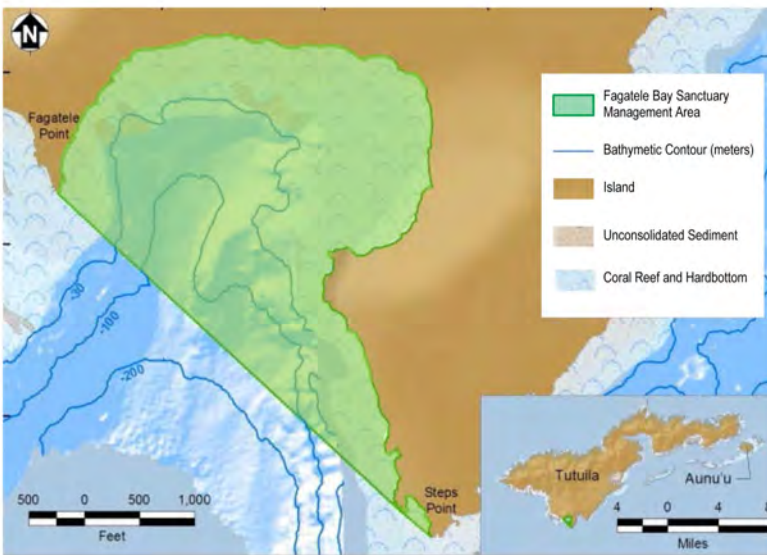 N
Fagatele
Point
Fagatele Bay Sanctuary
Management Area
Bathymetic Contour (meters)
Island
Unconsolidated Sediment
Coral Reef and Hardbottom
-30
-100
-200
500 0 500 1,000
Feet
Steps
Point
Tutuila
Aunu'u
4 0 4 8
Miles